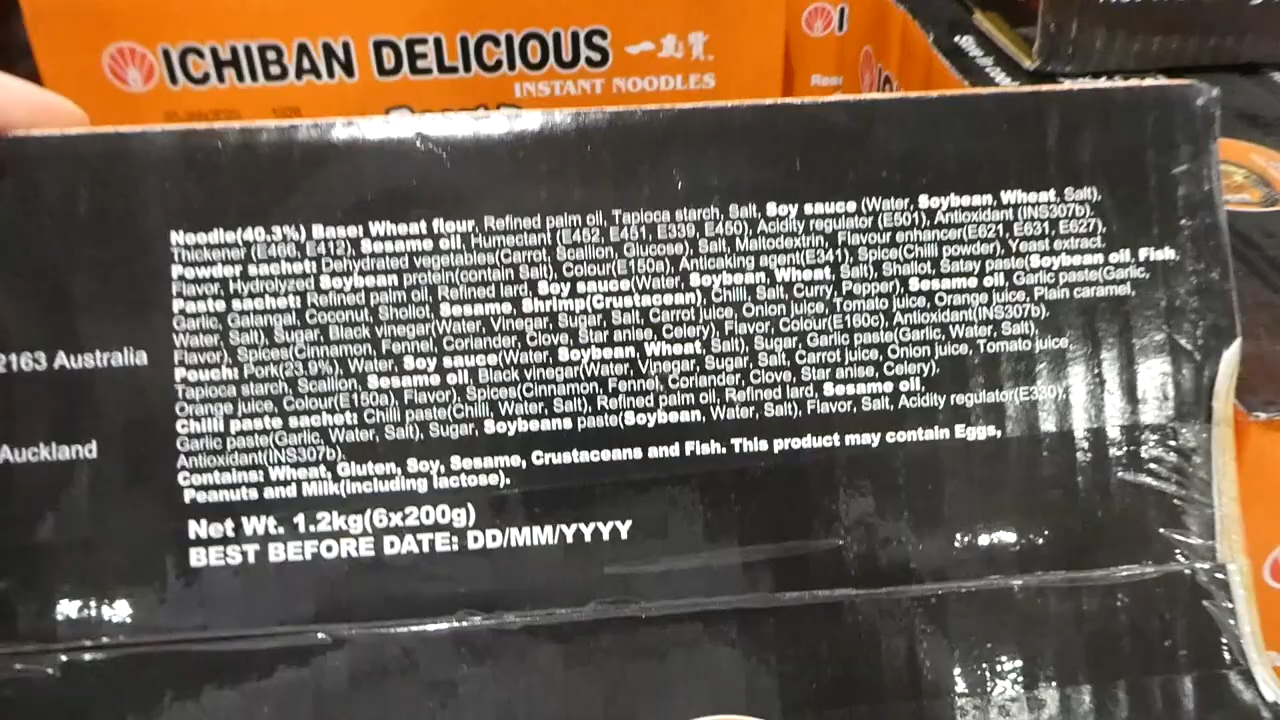 ICHIBAN DELICIOUS 一直賞
INSTANT NOODLES
Noodle(40.3%) Base: Wheat flour, Refined palm oil, Tapioca starch, Salt, Soy sauce (Water, Soybean, Wheat, Salt),
Thickener (E466, E412), Sesame oil, Humectant (E452, E451, E339, E450), Acidity regulator (E501), Antioxidant (INS307b).
Powder sachet: Dehydrated vegetables(Carrot, Scallion, Glucose), Salt, Maltodextrin, Flavour enhancer(E621, E631, E627),
Flavor, Hydrolyzed Soybean protein(contain Salt), Colour(E150a), Anticaking agent(E341), Spice(Chilli powder), Yeast extract.
Paste sachet: Refined palm oil, Refined lard, Soy sauce(Water, Soybean, Wheat, Salt), Shallot, Satay paste(Soybean oil, Fish,
Garlic, Galangal, Coconut, Shollot, Sesame, Shrimp(Crustacean), Chilli, Salt, Curry, Pepper), Sesame oil, Garlic paste(Garlic,
Water, Salt), Sugar, Black vinegar(Water, Vinegar, Sugar, Salt, Carrot juice, Onion juice, Tomato juice, Orange juice, Plain caramel,
Flavor), Spices(Cinnamon, Fennel, Coriander, Clove, Star anise, Celery), Flavor, Colour(E160c), Antioxidant(INS307b).
Pouch: Pork(23.9%), Water, Soy sauce(Water, Soybean, Wheat, Salt), Sugar, Garlic paste(Garlic, Water, Salt),
Tapioca starch, Scallion, Sesame oil, Black vinegar(Water, Vinegar, Sugar, Salt, Carrot juice, Onion juice, Tomato juice,
Orange juice, Colour(E150a), Flavor), Spices(Cinnamon, Fennel, Coriander, Clove, Star anise, Celery).
Chilli paste sachet: Chilli paste(Chilli, Water, Salt), Refined palm oil, Refined lard, Sesame oil,
Garlic paste(Garlic, Water, Salt), Sugar, Soybeans paste(Soybean, Water, Salt), Flavor, Salt, Acidity regulator(E330),
Antioxidant(INS307b).
Contains: Wheat, Gluten, Soy, Sesame, Crustaceans and Fish. This product may contain Eggs,
Peanuts and Milk(including lactose).
Net Wt. 1.2kg(6x200g)
BEST BEFORE DATE: DD/MM/YYYY
2163 Australia
Auckland